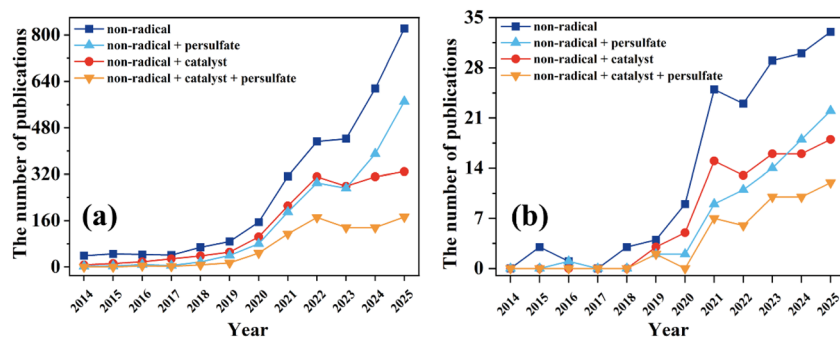 The number of publications
800
640
480
320
160
0
non-radical
non-radical + persulfate
non-radical + catalyst
non-radical + catalyst + persulfate
(a)
2014 2015 2016 2017 2018 2019 2020 2021 2022 2023 2024 2025
Year
The number of publications
35
28
21
14
7
0
non-radical
non-radical + persulfate
non-radical + catalyst
non-radical + catalyst + persulfate
(b)
2014 2015 2016 2017 2018 2019 2020 2021 2022 2023 2024 2025
Year